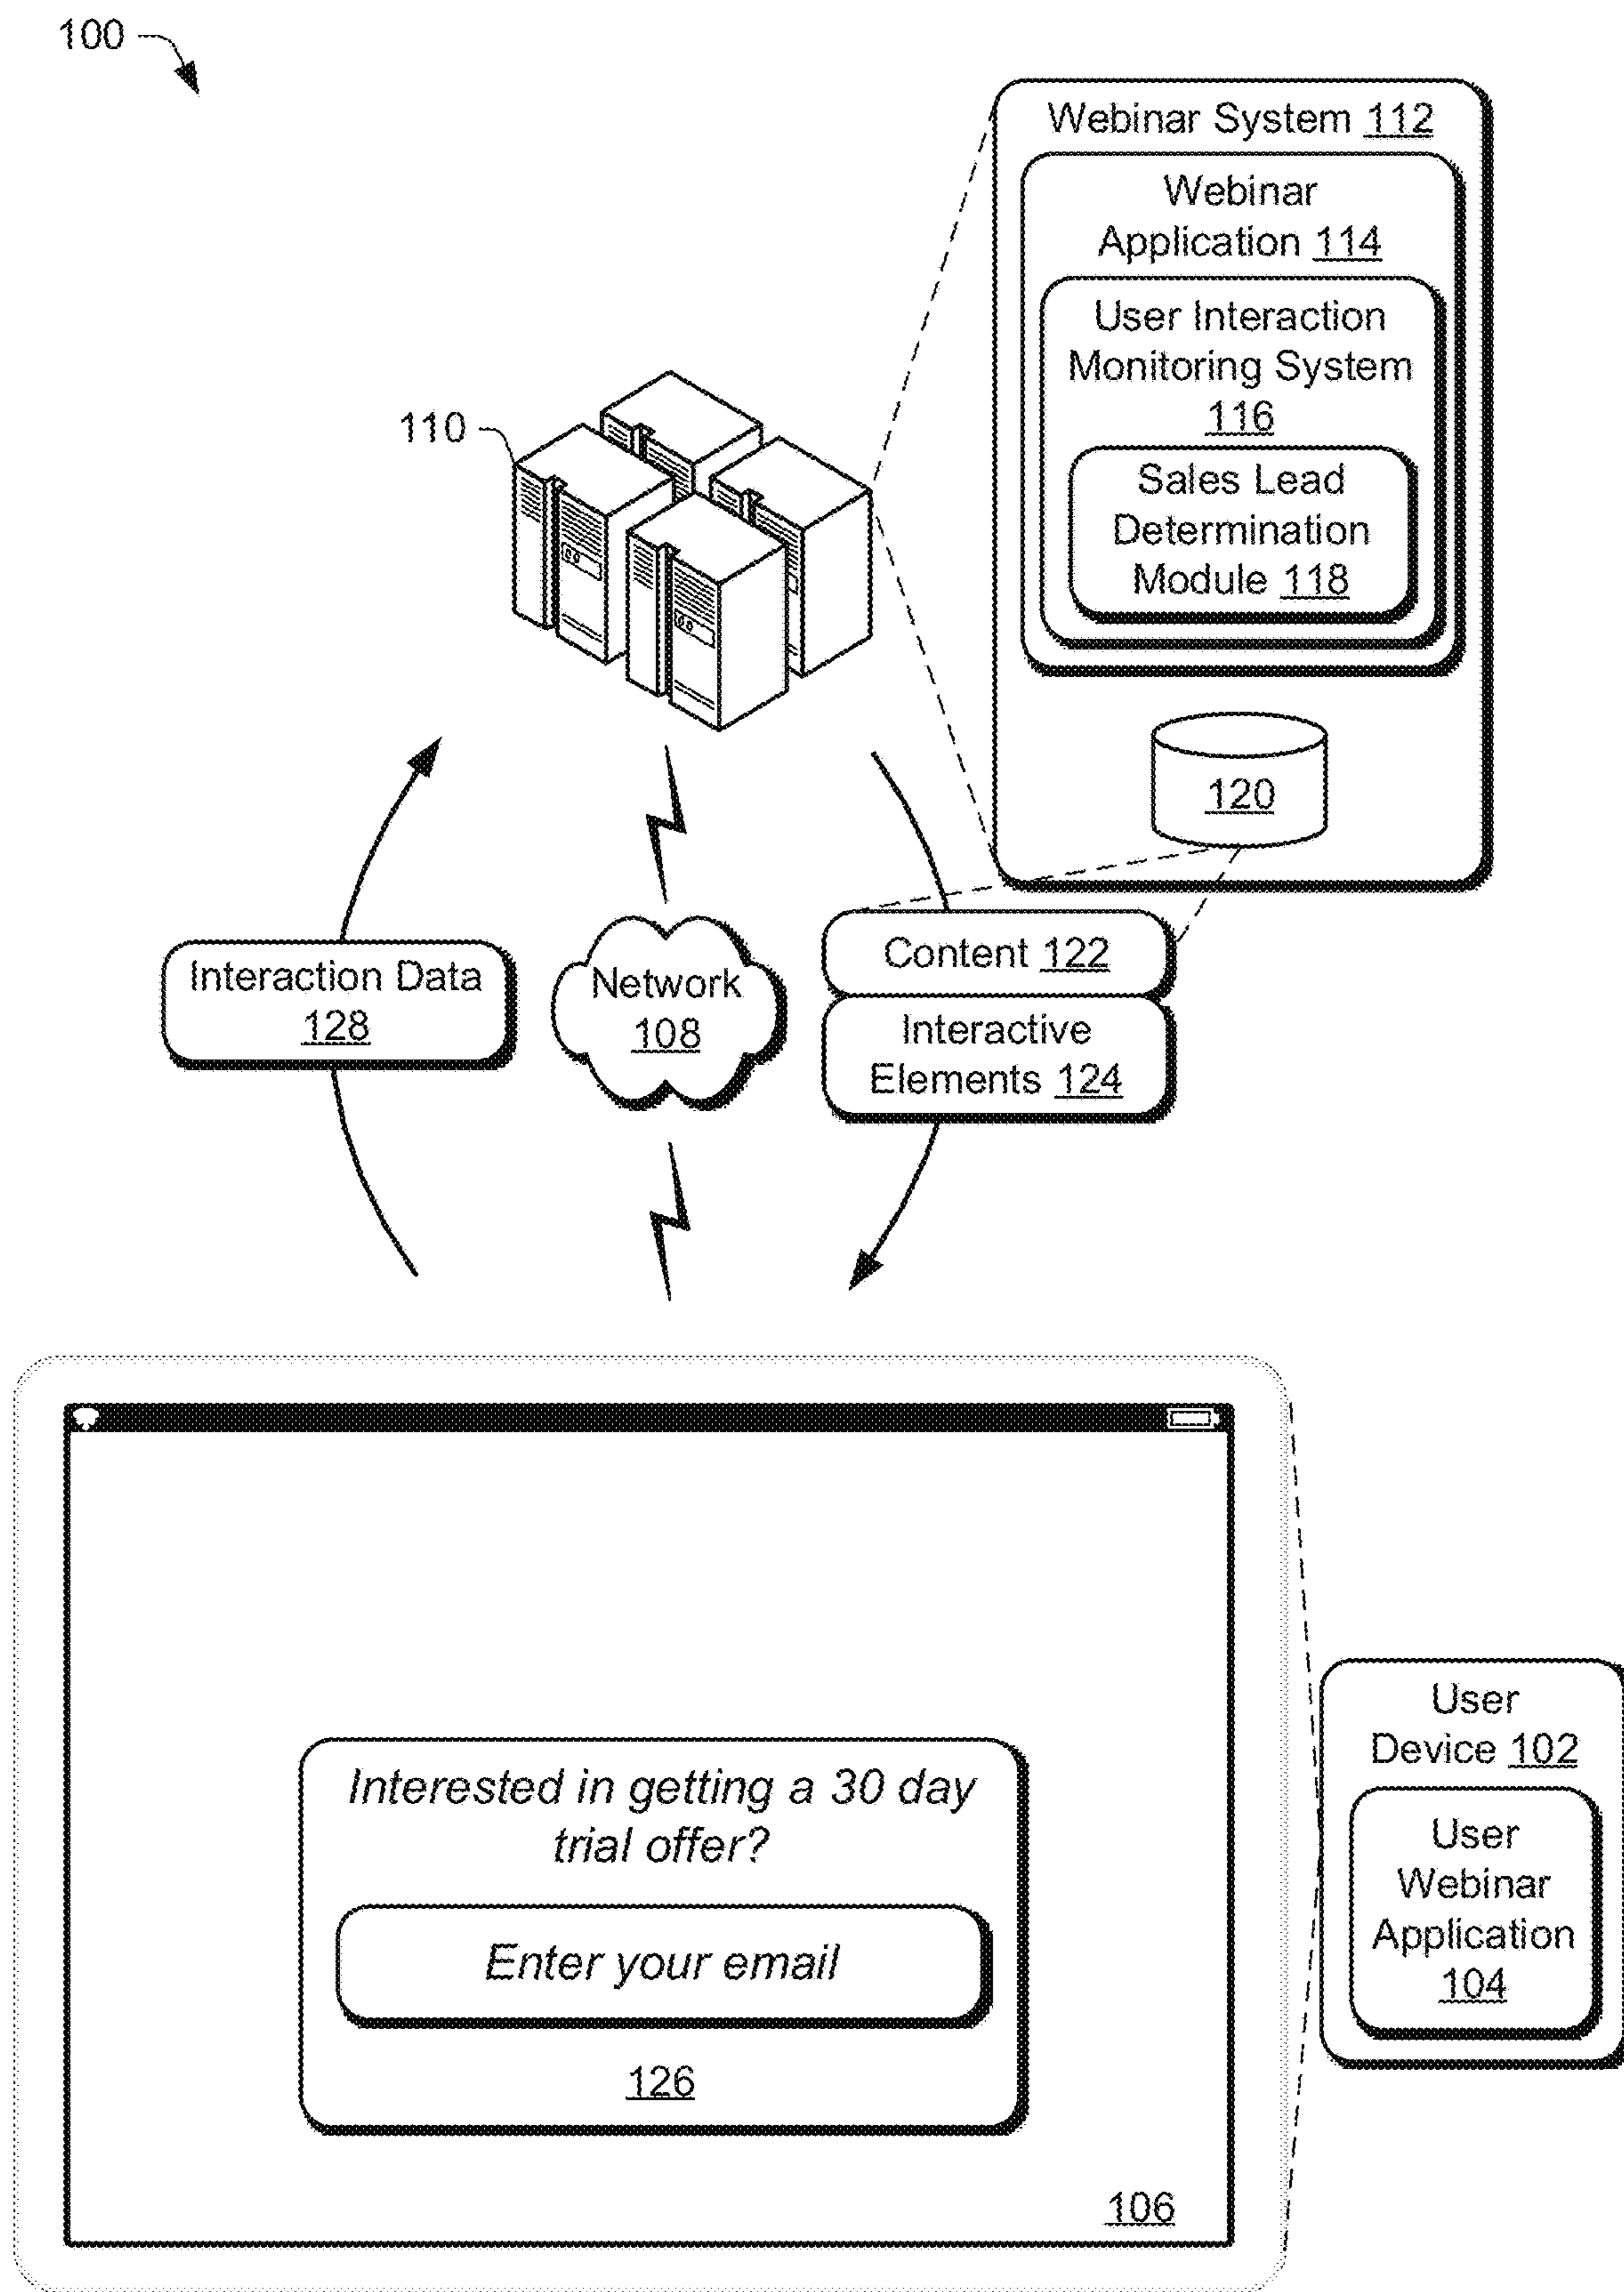 100
Webinar System 112
Webinar
Application 114
User Interaction
Monitoring System
116
110
Sales Lead
Determination
Module 118
120
Interaction Data
128
Network
108
Content 122
Interactive
Elements 124
Interested in getting a 30 day
trial offer?
Enter your email
126
106
User
Device 102
User
Webinar
Application
104